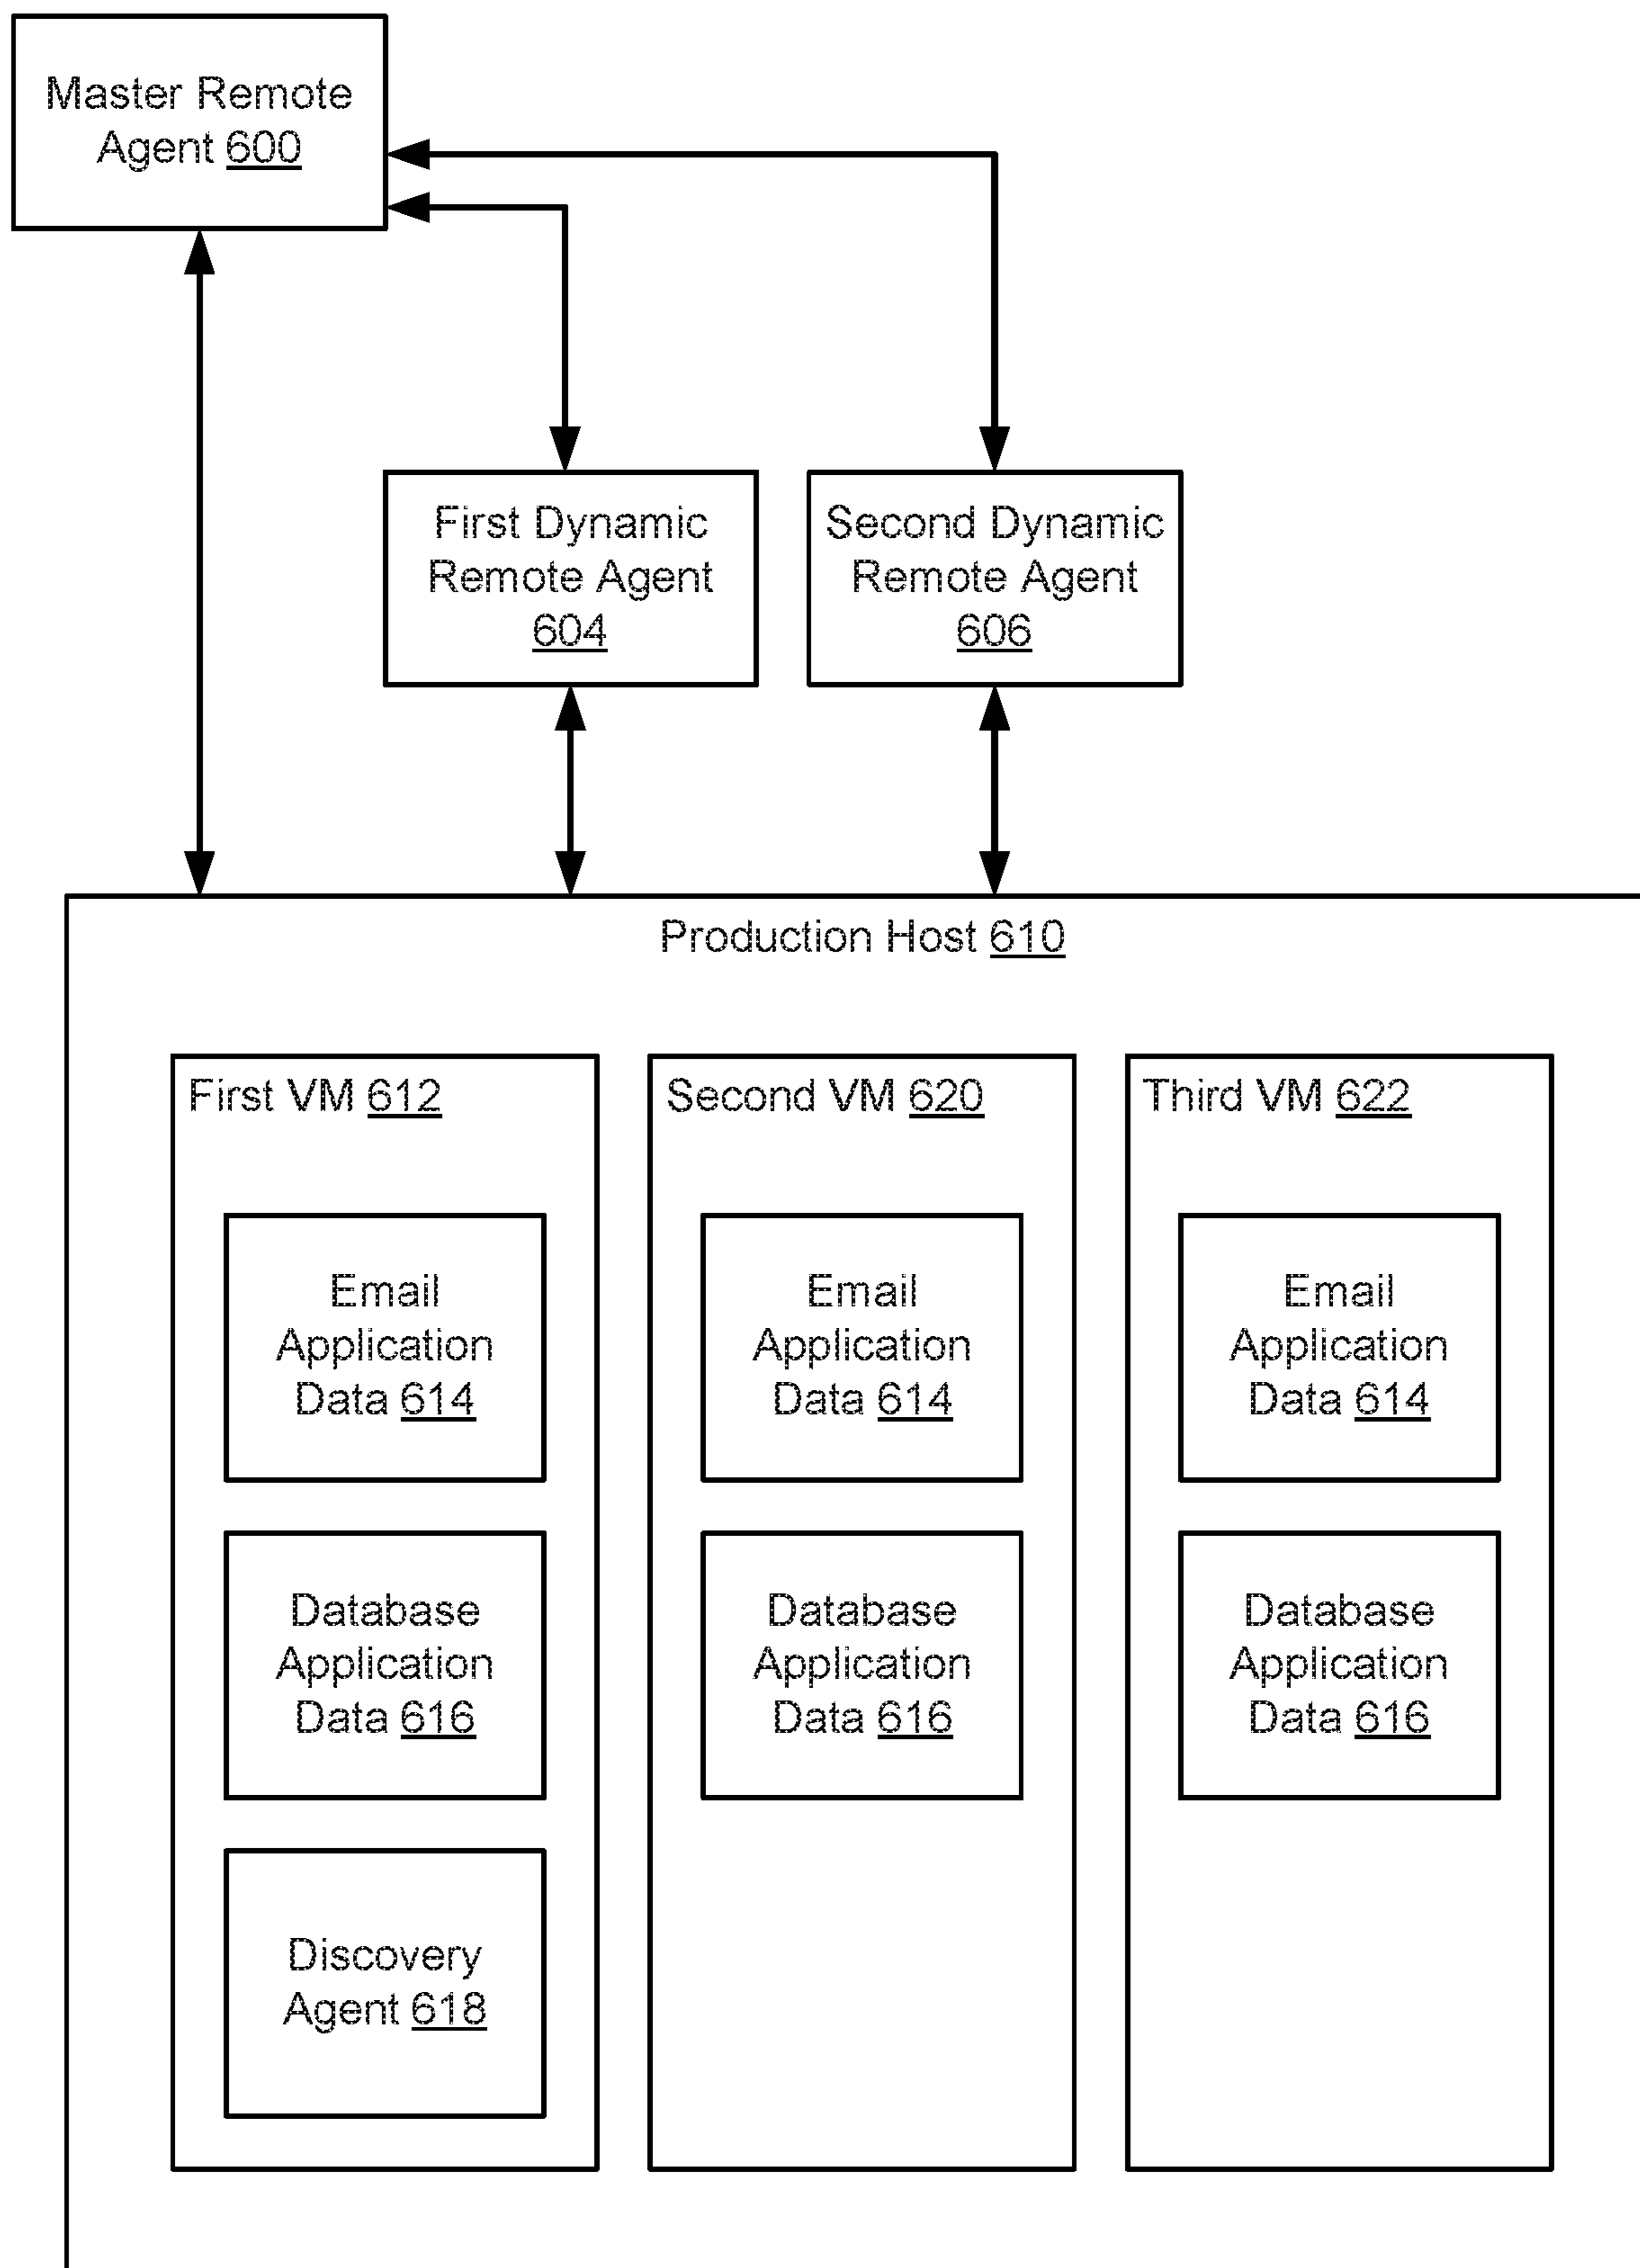 Master Remote
Agent 600
First Dynamic
Remote Agent
604
Second Dynamic
Remote Agent
606
Production Host 610
First VM 612
Email
Application
Data 614
Database
Application
Data 616
Discovery
Agent 618
Second VM 620
Email
Application
Data 614
Database
Application
Data 616
Third VM 622
Email
Application
Data 614
Database
Application
Data 616